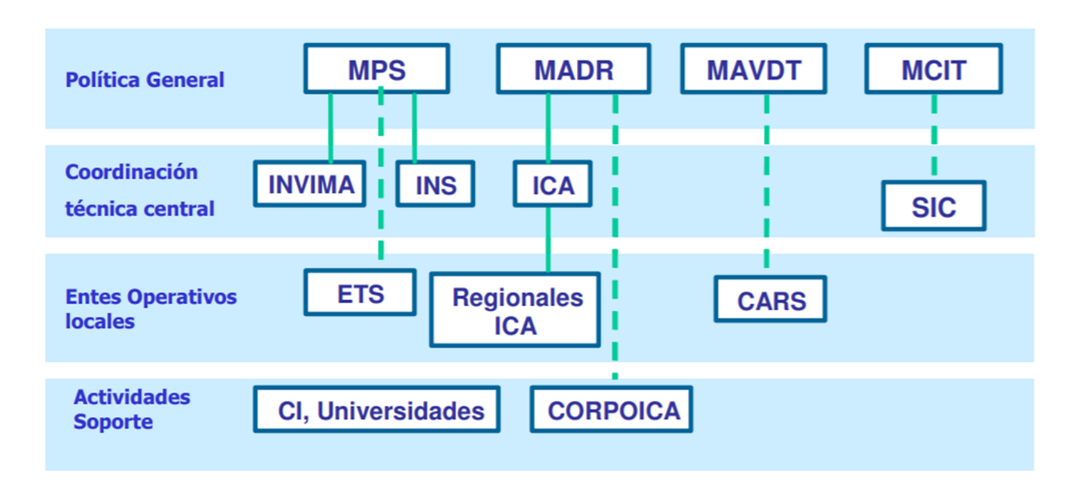 Política General
MPS
MADR
MAVDT
MCIT
Coordinación
técnica central
INVIMA
INS
ICA
SIC
Entes Operativos
locales
ETS
Regionales
ICA
CARS
Actividades
Soporte
CI, Universidades
CORPOICA